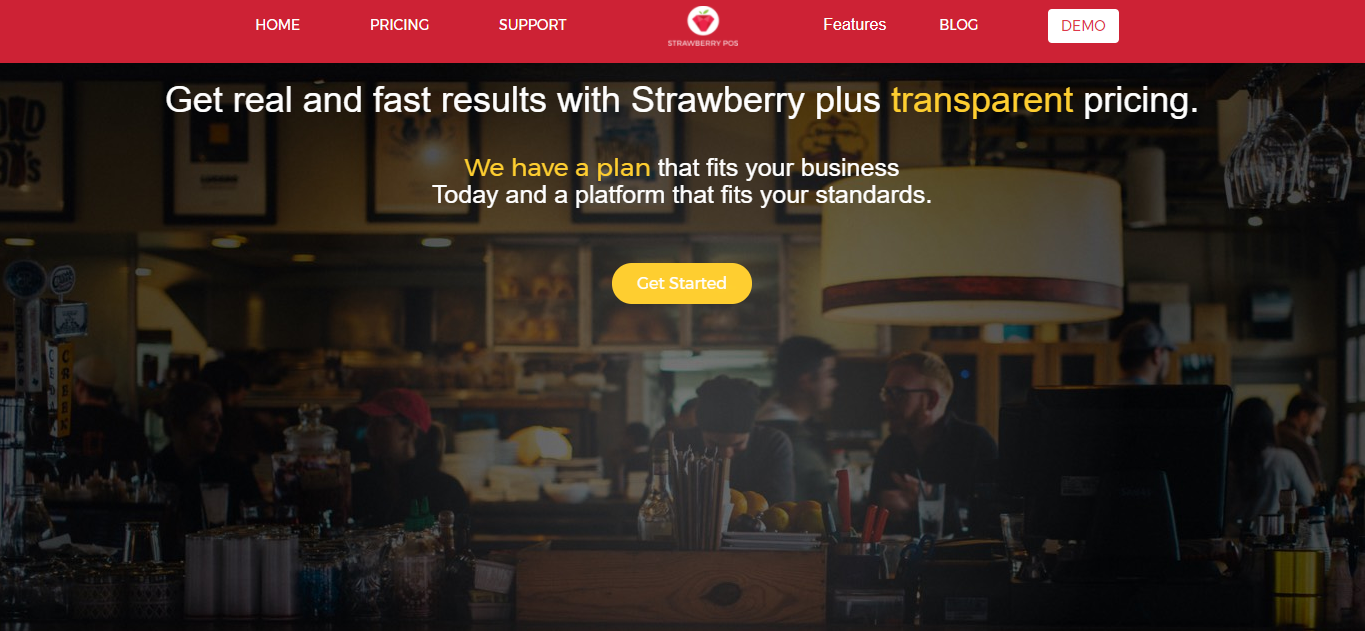 HOME PRICING SUPPORT STRAWBERRY POS Features BLOG DEMO
Get real and fast results with Strawberry plus transparent pricing.
We have a plan that fits your business
Today and a platform that fits your standards.
Get Started